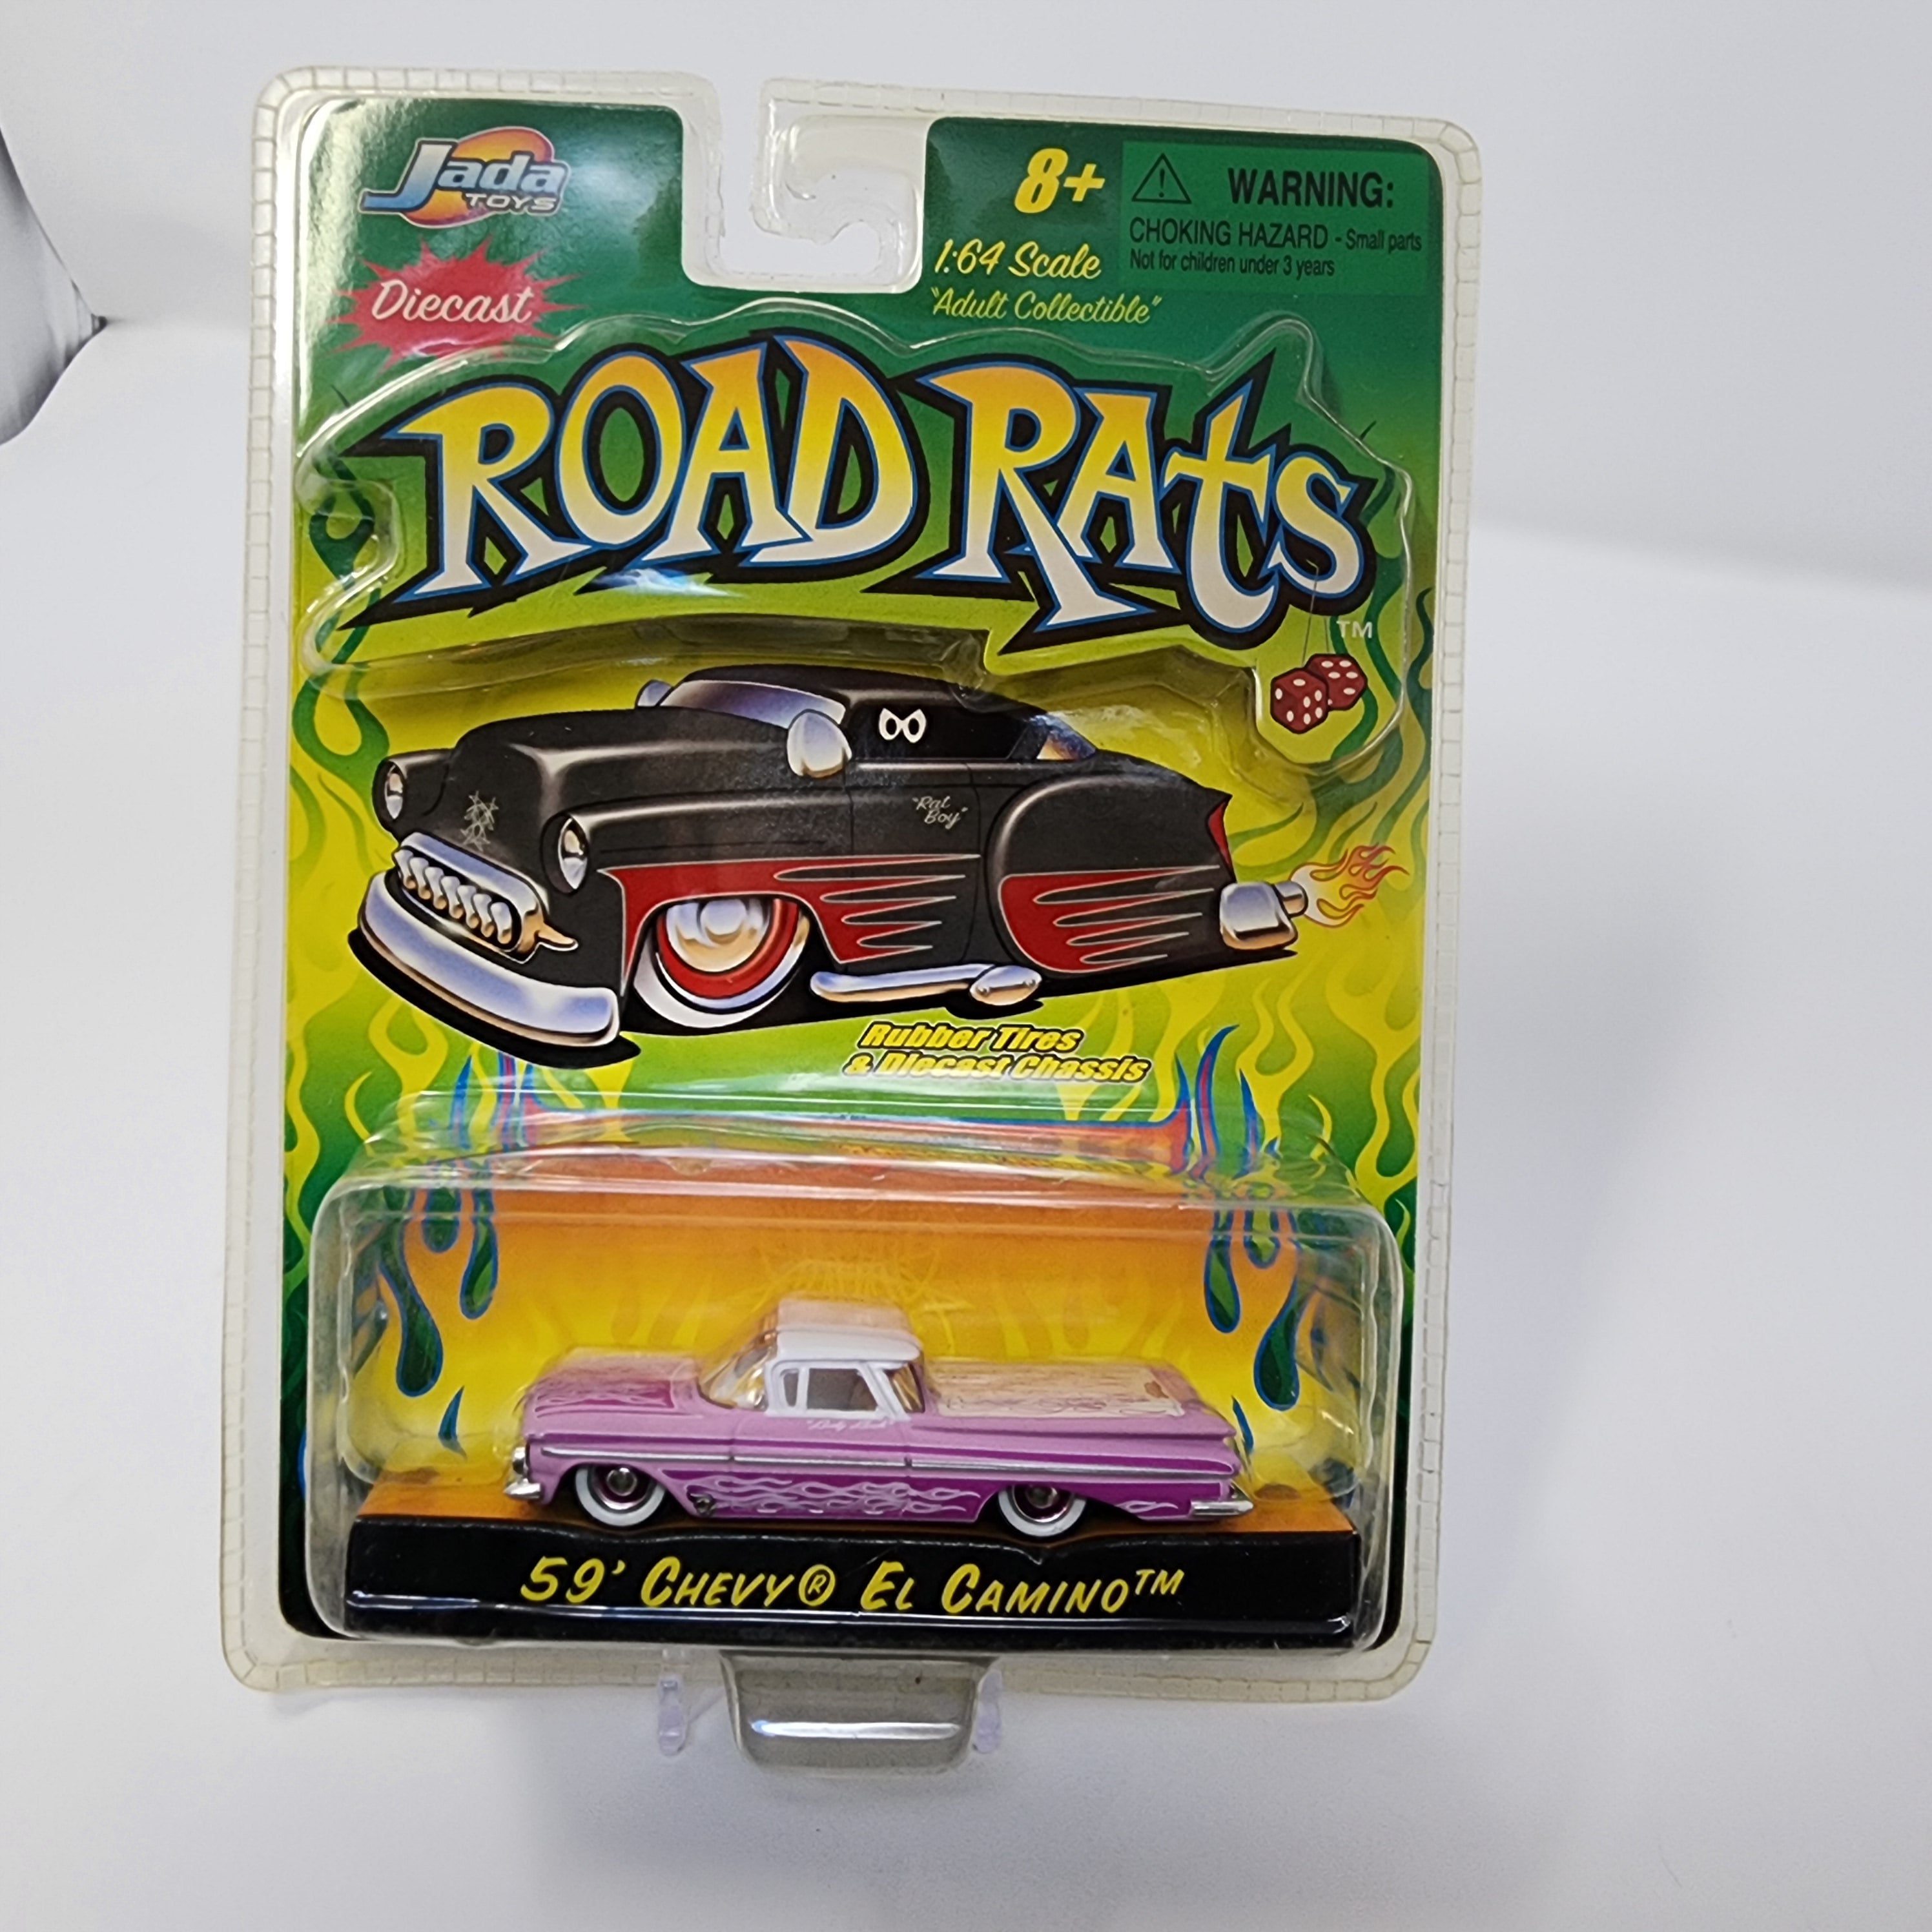 Jada
TOYS
Diecast
8+
WARNING:
CHOKING HAZARD - Small parts
Not for children under 3 years
1:64 Scale
"Adult Collectible"
ROAD RATS
TM
"Rat
Boy"
Rubber Tires
& Diecast Chassis
59' CHEVY® EL CAMINO™